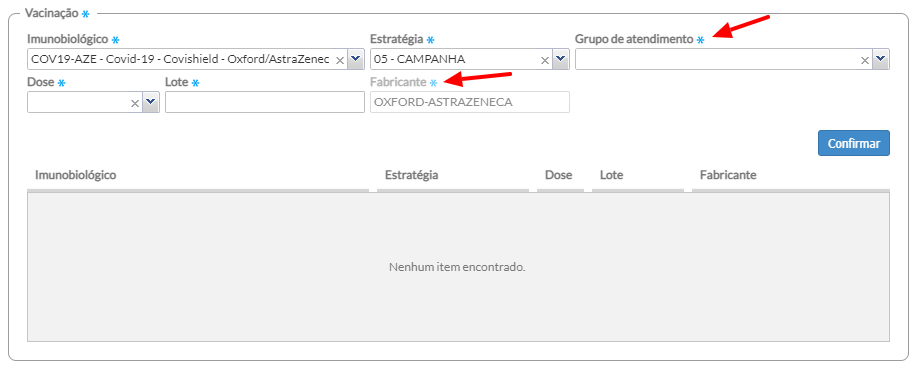 Vacinação *
Imunobiológico * Estratégia * Grupo de atendimento *
COV19-AZE - Covid-19 - Covishield - Oxford/AstraZenec 05 - CAMPANHA
Dose * Lote * Fabricante *
OXFORD-ASTRAZENECA
Confirmar
Imunobiológico Estratégia Dose Lote Fabricante
Nenhum item encontrado.